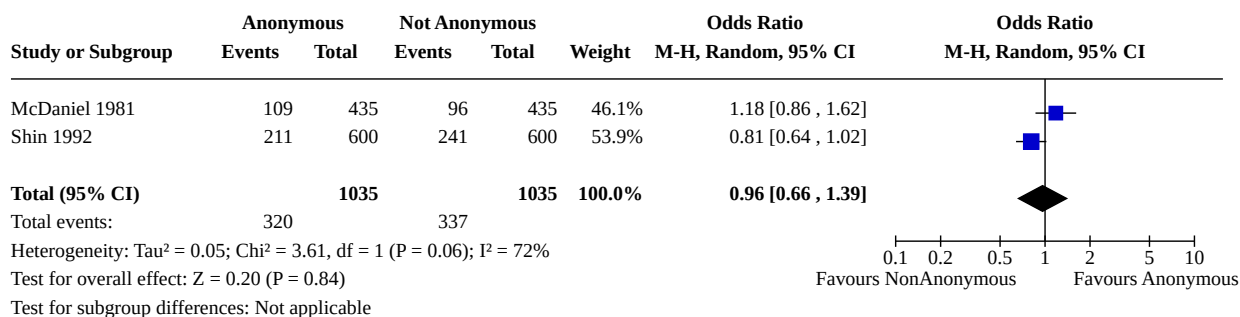 Anonymous Not Anonymous Odds Ratio Odds Ratio
Study or Subgroup Events Total Events Total Weight M-H, Random, 95% CI M-H, Random, 95% CI
McDaniel 1981 109 435 96 435 46.1% 1.18 [0.86 , 1.62]
Shin 1992 211 600 241 600 53.9% 0.81 [0.64 , 1.02]
Total (95% CI) 1035 1035 100.0% 0.96 [0.66 , 1.39]
Total events: 320 337
Heterogeneity: Tau² = 0.05; Chi² = 3.61, df = 1 (P = 0.06); I² = 72%
0.1 0.2 0.5 1 2 5 10
Test for overall effect: Z = 0.20 (P = 0.84) Favours NonAnonymous Favours Anonymous
Test for subgroup differences: Not applicable